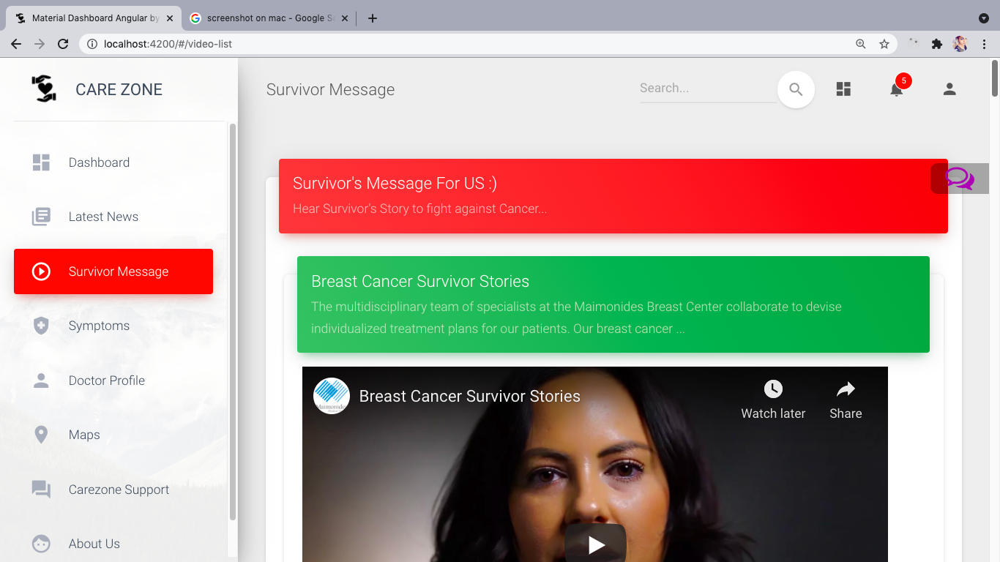 Material Dashboard Angular by
screenshot on mac - Google S
localhost:4200/#/video-list
CARE ZONE
Survivor Message
Search...
5
Dashboard
Latest News
Survivor Message
Symptoms
Doctor Profile
Maps
Carezone Support
About Us
Survivor's Message For US :)
Hear Survivor's Story to fight against Cancer...
Breast Cancer Survivor Stories
The multidisciplinary team of specialists at the Maimonides Breast Center collaborate to devise
individualized treatment plans for our patients. Our breast cancer ...
Maimonide
Breast Cancer Survivor Stories
Watch later
Share